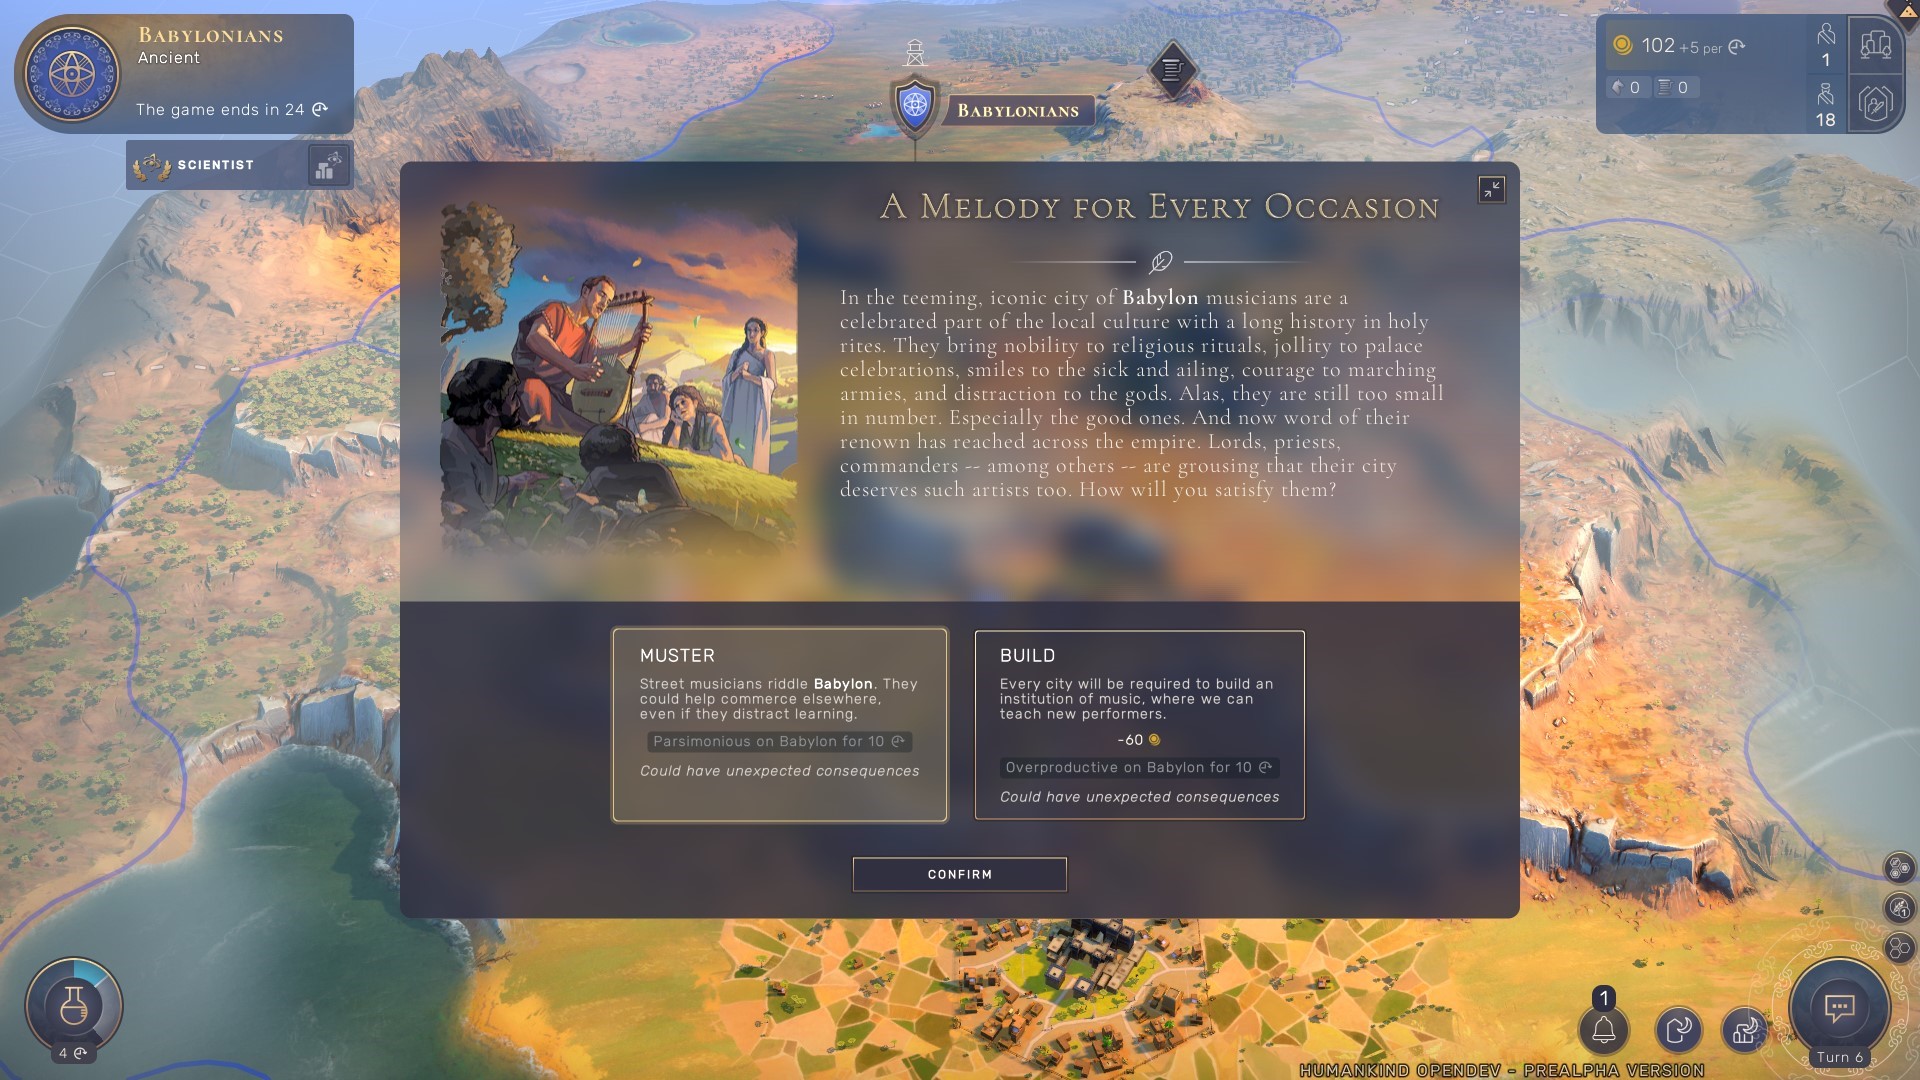 BABYLONIANS
Ancient
The game ends in 24
SCIENTIST
BABYLONIANS
102 +5 per
0
0
1
18
A MELODY FOR EVERY OCCASION
In the teeming, iconic city of Babylon musicians are a
celebrated part of the local culture with a long history in holy
rites. They bring nobility to religious rituals, jollity to palace
celebrations, smiles to the sick and ailing, courage to marching
armies, and distraction to the gods. Alas, they are still too small
in number. Especially the good ones. And now word of their
renown has reached across the empire. Lords, priests,
commanders -- among others -- are grousing that their city
deserves such artists too. How will you satisfy them?
MUSTER
Street musicians riddle Babylon. They
could help commerce elsewhere,
even if they distract learning.
Parsimonious on Babylon for 10
Could have unexpected consequences
BUILD
Every city will be required to build an
institution of music, where we can
teach new performers.
-60
Overproductive on Babylon for 10
Could have unexpected consequences
CONFIRM
4
1
1
Turn 6
HUMANKIND OPENDEV - PREALPHA VERSION